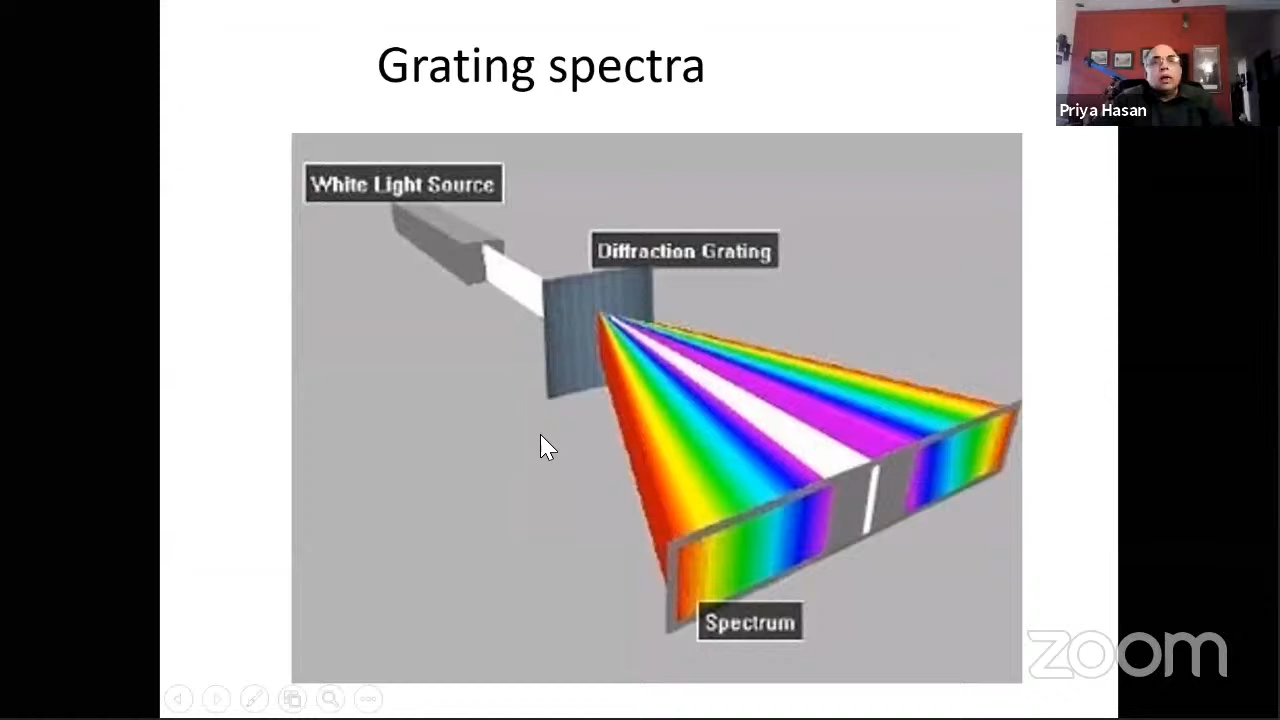 Grating spectra
Priya Hasan
White Light Source
Diffraction Grating
Spectrum
zoom